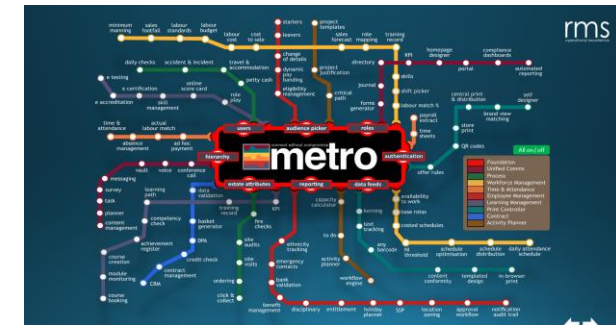 rms
minimum
manning
sales
footfall
labour
standards
labour
budget
labour
cost
cost
to sale
starters
leavers
change
of details
dynamic
pay
banding
eligibility
management
project
templates
project
justification
critical
path
sales
forecast
role
mapping
training
record
KPI
skills
shift picker
labour match %
homepage
designer
compliance
dashboards
directory
portal
automated
reporting
journal
forms
generator
daily checks
accident & incident
travel &
accommodation
petty cash
e testing
e certification
online
score card
e accreditation
skill
management
role
play
payroll
extract
time
sheets
central print
& distribution
self
designer
brand view
matching
store
print
QR codes
offer rules
time &
attendance
actual
labour match
absence
management
ad hoc
payment
users
audience picker
roles
hierarchy
metro
authentication
estate attributes
reporting
data feeds
All on / off
Foundation
Unified Comms
Process
Workforce Management
Time & Attendance
Employee Management
Learning Management
Print Controller
Contract
Activity Planner
vault
voice
conference
call
messaging
survey
task
planner
content
management
learning
path
data
validation
training
record
KPI
competency
check
basket
generator
achievement
register
DPA
credit check
course
creation
contract
management
module
monitoring
CRM
course
booking
fire
checks
site
audits
site
visits
ordering
click &
collect
capacity
calculator
ethnicity
tracking
to do
emergency
contacts
activity
planner
bank
validation
workflow
engine
benefit
management
kerning
text
tracking
any
barcode
availability
to work
base rotas
costed schedules
threshold
schedule
optimisation
schedule
distribution
daily attendance
schedule
content
conformity
templated
design
in-browser
print
disciplinary
entitlement
holiday
planner
SSP
location
zoning
approval
workflow
notification
audit trail